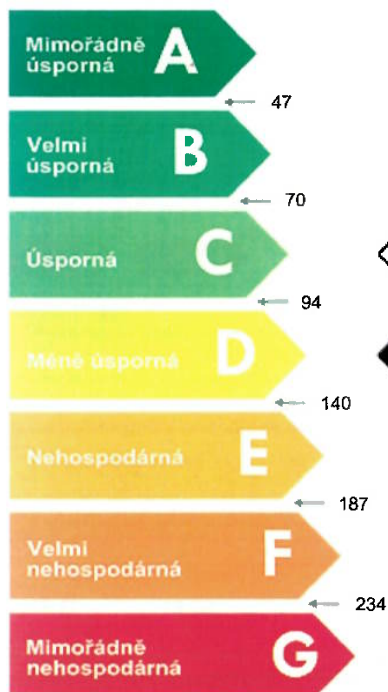 Mimořádně
úsporná
A
47
Velmi
úsporná
B
70
Úsporná
C
94
Méně úsporná
D
140
Nehospodárná
E
187
Velmi
nehospodárná
F
234
Mimořádně
nehospodárná
G